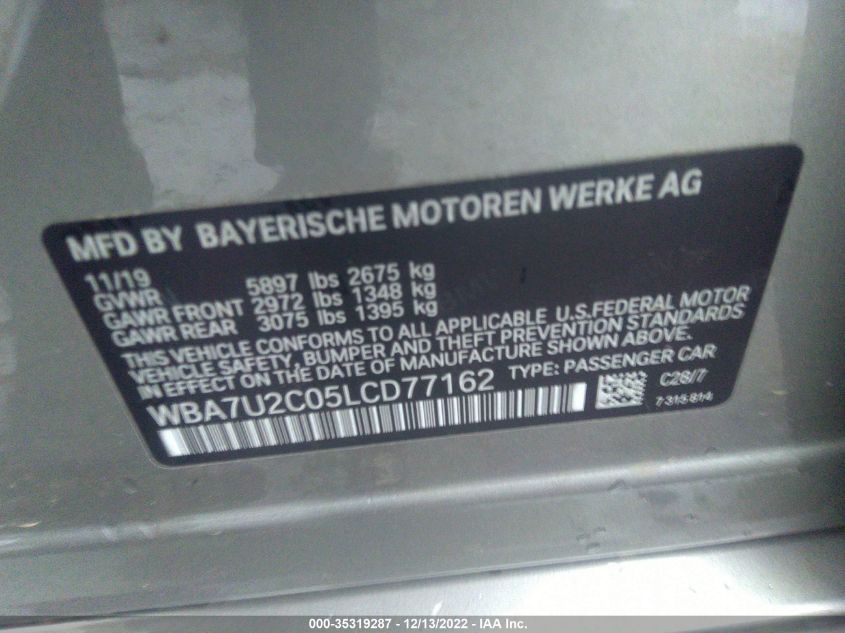 MFD BY BAYERISCHE MOTOREN WERKE AG
11/19
GVWR 5897 lbs 2675 kg
GAWR FRONT 2972 lbs 1348 kg
GAWR REAR 3075 lbs 1395 kg
THIS VEHICLE CONFORMS TO ALL APPLICABLE U.S.FEDERAL MOTOR
VEHICLE SAFETY, BUMPER AND THEFT PREVENTION STANDARDS
IN EFFECT ON THE DATE OF MANUFACTURE SHOWN ABOVE.
WBA7U2C05LCD77162 TYPE: PASSENGER CAR
C28/7
7 315 814
000-35319287 - 12/13/2022 - IAA Inc.